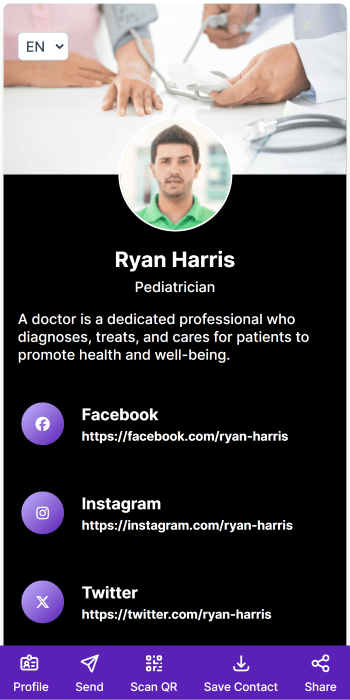 EN
Ryan Harris
Pediatrician
A doctor is a dedicated professional who
diagnoses, treats, and cares for patients to
promote health and well-being.
Facebook
https://facebook.com/ryan-harris
Instagram
https://instagram.com/ryan-harris
Twitter
https://twitter.com/ryan-harris
Profile Send Scan QR Save Contact Share